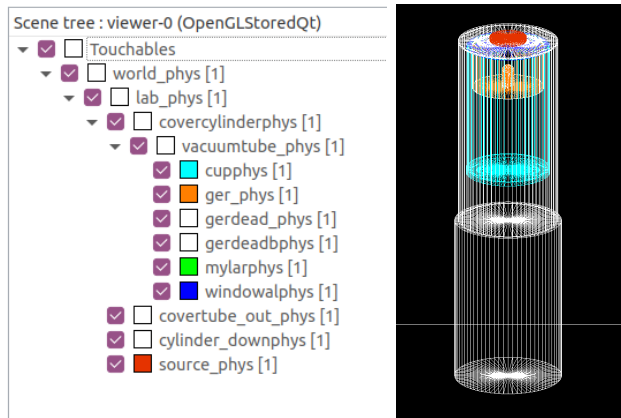 Scene tree : viewer-0 (OpenGLStoredQt)
Touchables
world_phys [1]
lab_phys [1]
covercylinderphys [1]
vacuumtube_phys [1]
cupphys [1]
ger_phys [1]
gerdead_phys [1]
gerdeadbphys [1]
mylarphys [1]
windowalphys [1]
covertube_out_phys [1]
cylinder_downphys [1]
source_phys [1]